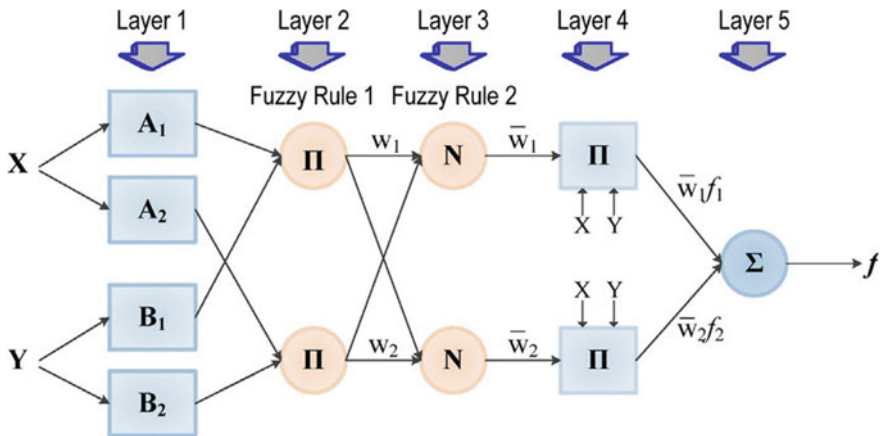 Layer 1 Layer 2 Layer 3 Layer 4 Layer 5
Fuzzy Rule 1 Fuzzy Rule 2
X
A₁
A₂
Y
B₁
B₂
Π w₁ N w̅₁ Π
X Y
w̅₁f₁
Σ f
X Y
w̅₂f₂
Π w₂ N w̅₂ Π